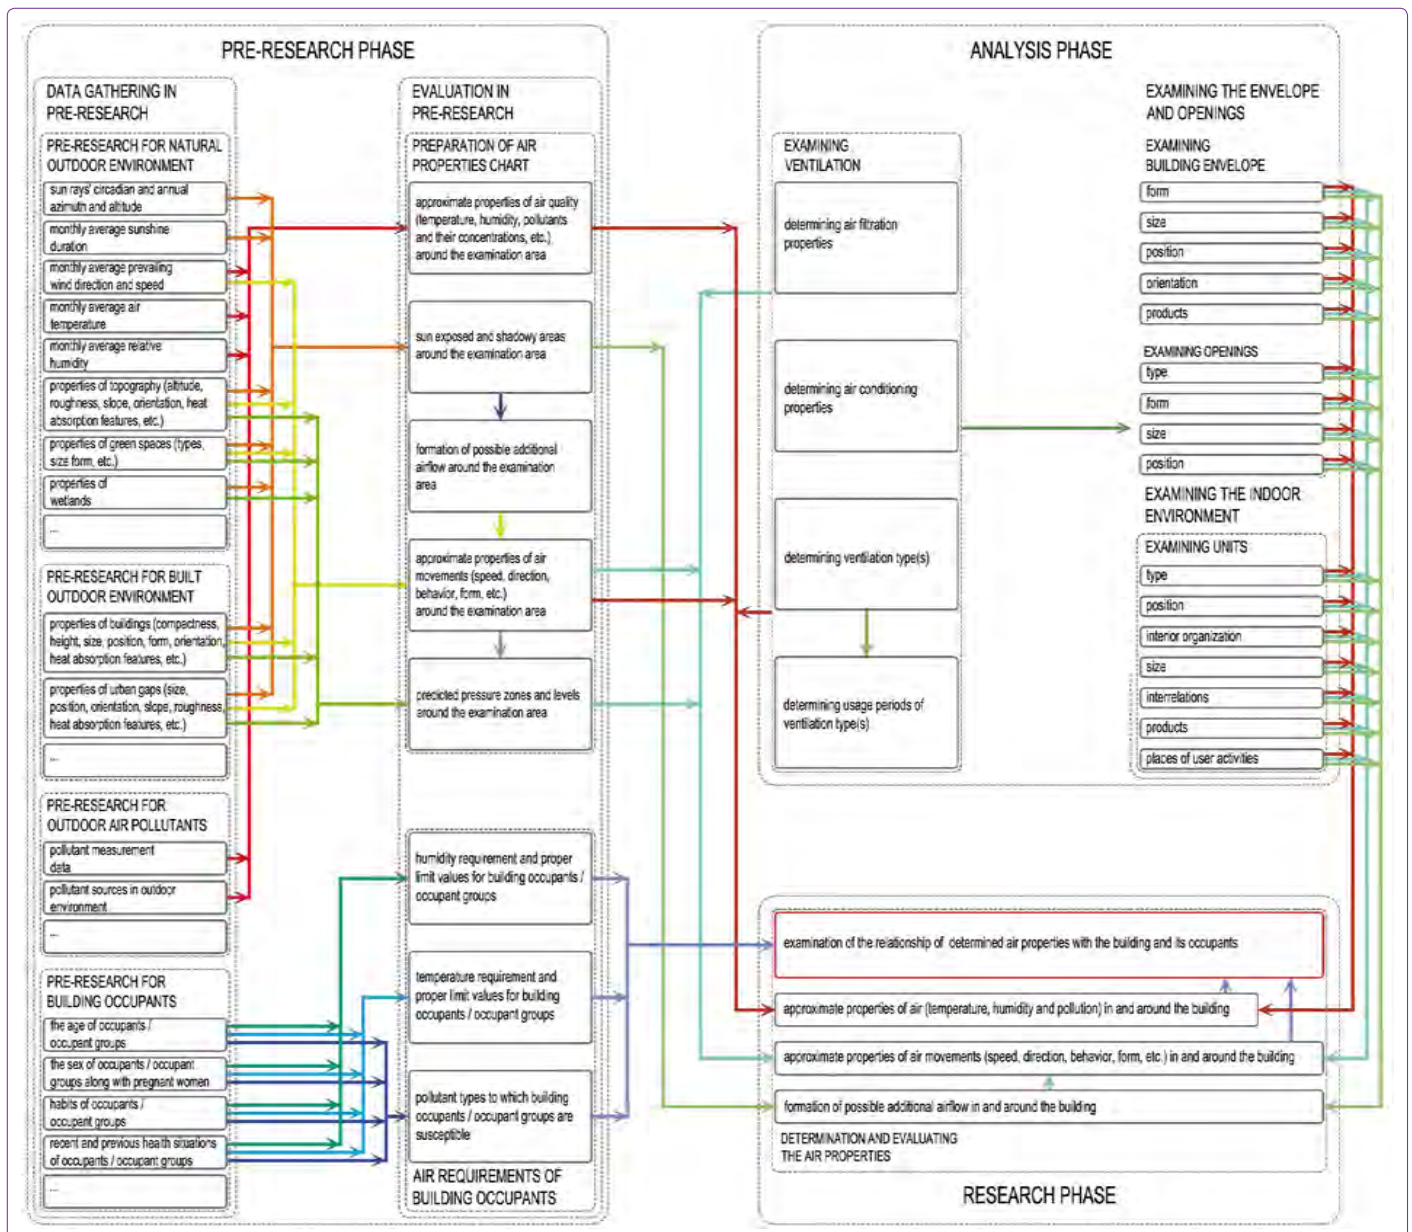 PRE-RESEARCH PHASE
DATA GATHERING IN
PRE-RESEARCH
PRE-RESEARCH FOR NATURAL
OUTDOOR ENVIRONMENT
sun rays' circadian and annual
azimuth and altitude
monthly average sunshine
duration
monthly average prevailing
wind direction and speed
monthly average air
temperature
monthly average relative
humidity
properties of topography (altitude,
roughness, slope, orientation, heat
absorption features, etc.)
properties of green spaces (types,
size form, etc.)
properties of
wetlands
...
PRE-RESEARCH FOR BUILT
OUTDOOR ENVIRONMENT
properties of buildings (compactness,
height, size, position, form, orientation,
heat absorption features, etc.)
properties of urban gaps (size,
position, orientation, slope, roughness,
heat absorption features, etc.)
...
PRE-RESEARCH FOR
OUTDOOR AIR POLLUTANTS
pollutant measurement
data
pollutant sources in outdoor
environment
...
PRE-RESEARCH FOR
BUILDING OCCUPANTS
the age of occupants /
occupant groups
the sex of occupants / occupant
groups along with pregnant women
habits of occupants /
occupant groups
recent and previous health situations
of occupants / occupant groups
...
EVALUATION IN
PRE-RESEARCH
PREPARATION OF AIR
PROPERTIES CHART
approximate properties of air quality
(temperature, humidity, pollutants
and their concentrations, etc.)
around the examination area
sun exposed and shadowy areas
around the examination area
formation of possible additional
airflow around the examination
area
approximate properties of air
movements (speed, direction,
behavior, form, etc.)
around the examination area
predicted pressure zones and levels
around the examination area
humidity requirement and proper
limit values for building occupants /
occupant groups
temperature requirement and
proper limit values for building
occupants / occupant groups
pollutant types to which building
occupants / occupant groups are
susceptible
AIR REQUIREMENTS OF
BUILDING OCCUPANTS
ANALYSIS PHASE
EXAMINING
VENTILATION
determining air filtration
properties
determining air conditioning
properties
determining ventilation type(s)
determining usage periods of
ventilation type(s)
EXAMINING THE ENVELOPE
AND OPENINGS
EXAMINING
BUILDING ENVELOPE
form
size
position
orientation
products
EXAMINING OPENINGS
type
form
size
position
EXAMINING THE INDOOR
ENVIRONMENT
EXAMINING UNITS
type
position
interior organization
size
interrelations
products
places of user activities
examination of the relationship of determined air properties with the building and its occupants
approximate properties of air (temperature, humidity and pollution) in and around the building
approximate properties of air movements (speed, direction, behavior, form, etc.) in and around the building
formation of possible additional airflow in and around the building
DETERMINATION AND EVALUATING
THE AIR PROPERTIES
RESEARCH PHASE